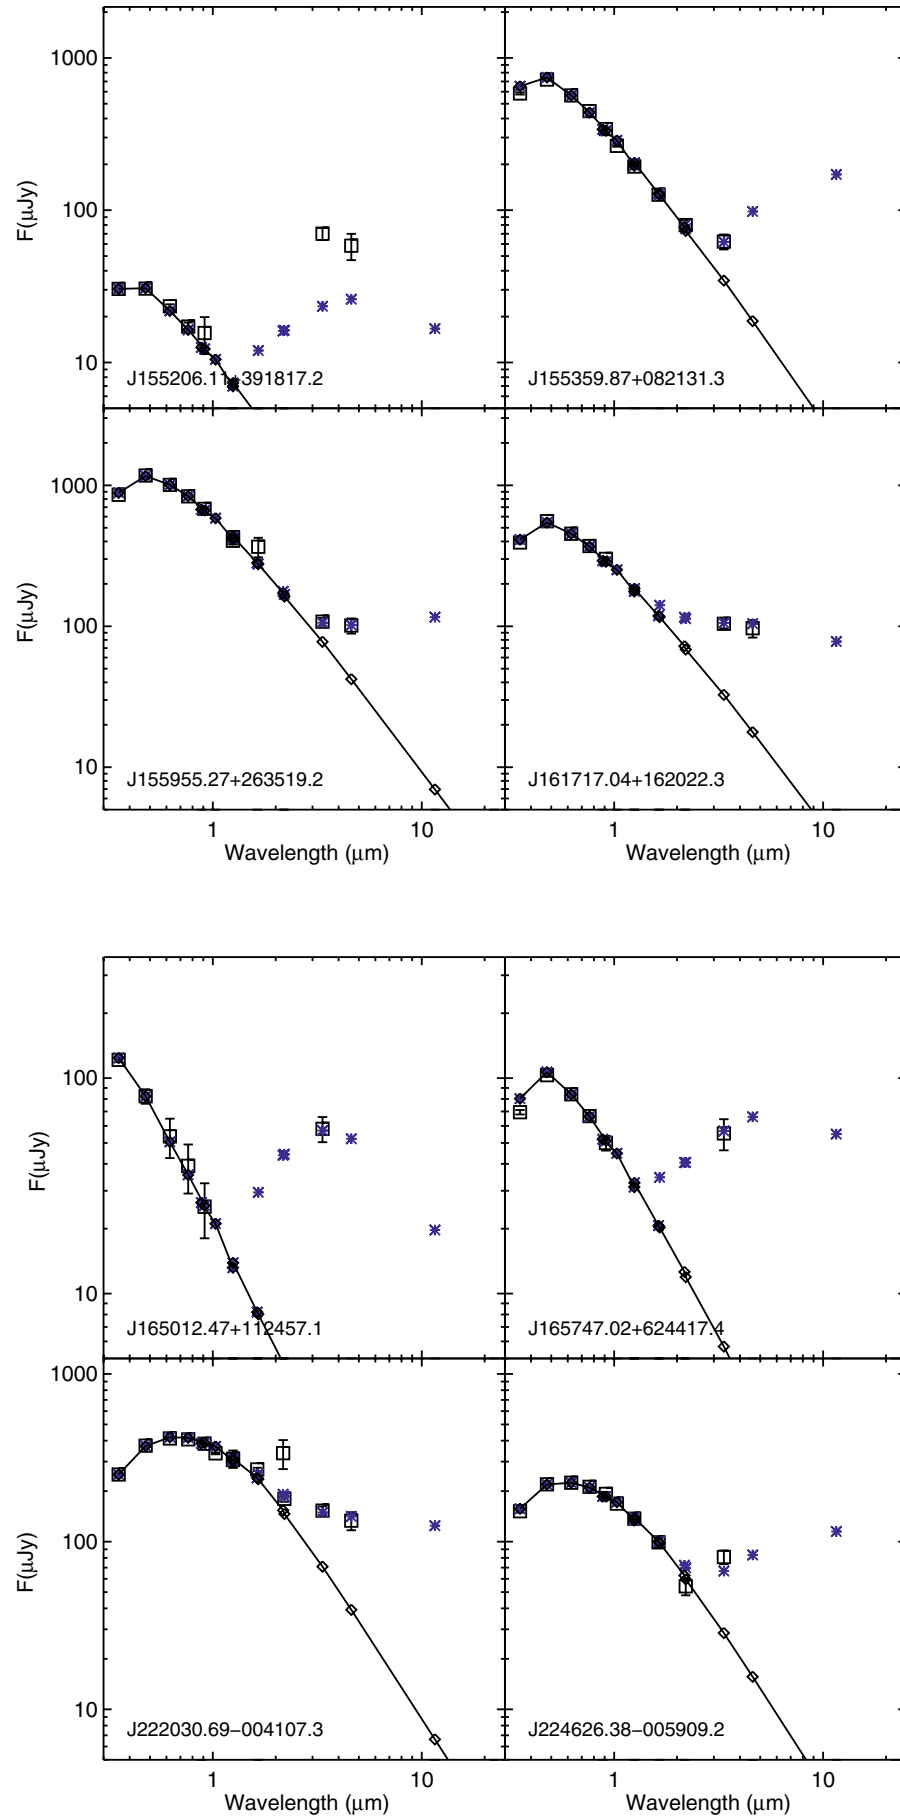 1000
100
10
F(μJy)
J155206.11+391817.2
J155359.87+082131.3
1000
100
10
F(μJy)
J155955.27+263519.2
J161717.04+162022.3
1 10 1 10
Wavelength (μm) Wavelength (μm)
100
10
F(μJy)
J165012.47+112457.1
J165747.02+624417.4
1000
100
10
F(μJy)
J222030.69−004107.3
J224626.38−005909.2
1 10 1 10
Wavelength (μm) Wavelength (μm)